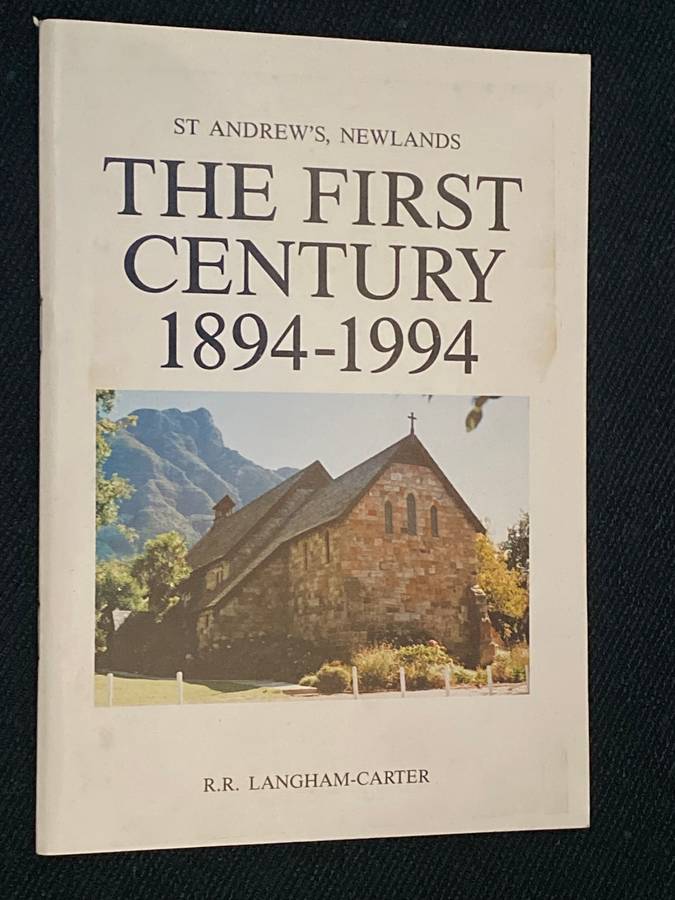 ST ANDREW'S, NEWLANDS
THE FIRST
CENTURY
1894-1994
R.R. LANGHAM-CARTER